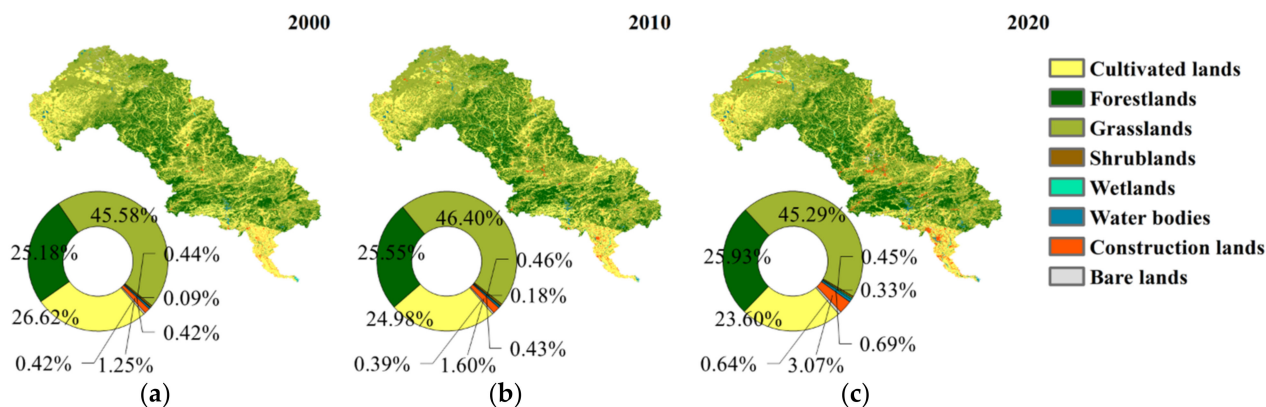 2000
2010
2020
Cultivated lands
Forestlands
Grasslands
Shrublands
Wetlands
Water bodies
Construction lands
Bare lands
45.58%
25.18%
0.44%
0.09%
26.62%
0.42%
0.42%
1.25%
46.40%
25.55%
0.46%
0.18%
24.98%
0.43%
0.39%
1.60%
45.29%
25.93%
0.45%
0.33%
23.60%
0.69%
0.64%
3.07%
(a)
(b)
(c)